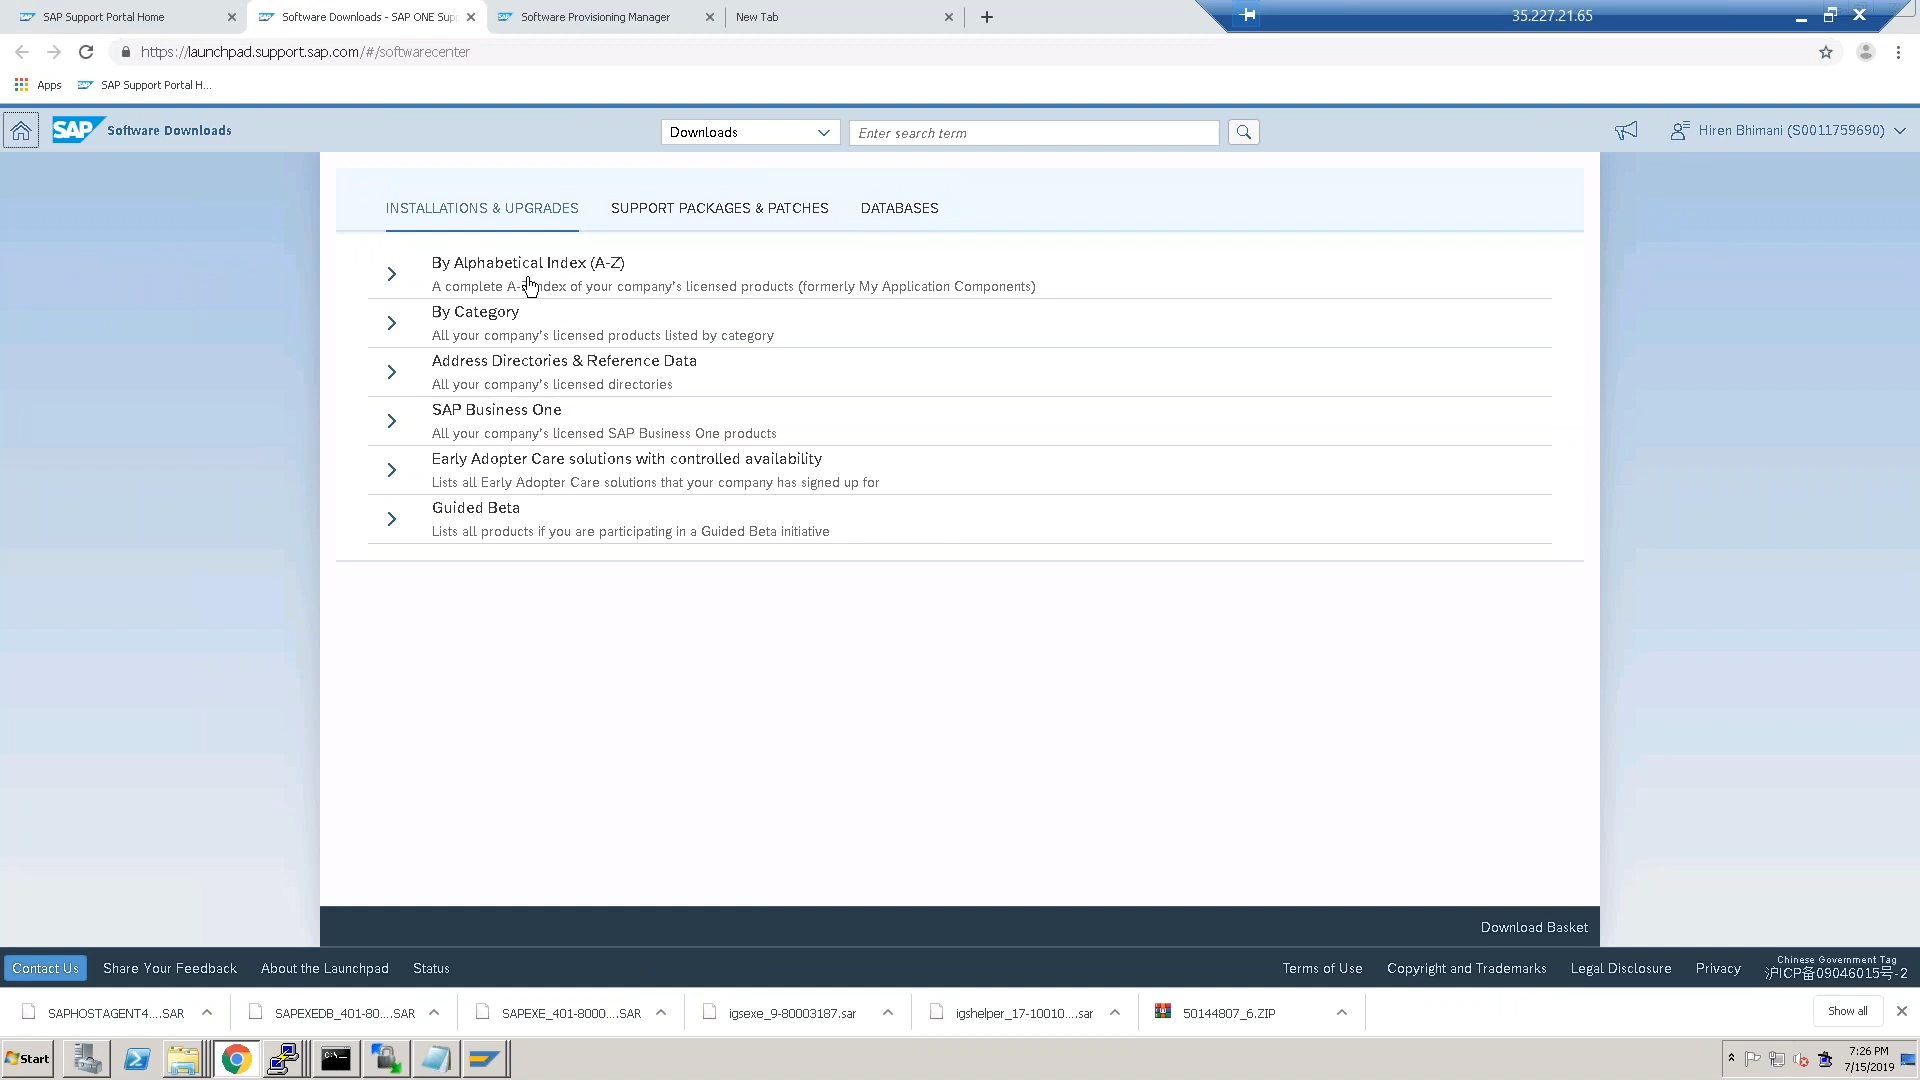 SAP Support Portal Home
Software Downloads - SAP ONE Sup
Software Provisioning Manager
New Tab
35.227.21.65
https://launchpad.support.sap.com/#/softwarecenter
Apps
SAP Support Portal H...
SAP Software Downloads
Downloads
Enter search term
Hiren Bhimani (S0011759690)
INSTALLATIONS & UPGRADES
SUPPORT PACKAGES & PATCHES
DATABASES
By Alphabetical Index (A-Z)
A complete A-Z index of your company's licensed products (formerly My Application Components)
By Category
All your company's licensed products listed by category
Address Directories & Reference Data
All your company's licensed directories
SAP Business One
All your company's licensed SAP Business One products
Early Adopter Care solutions with controlled availability
Lists all Early Adopter Care solutions that your company has signed up for
Guided Beta
Lists all products if you are participating in a Guided Beta initiative
Download Basket
Contact Us
Share Your Feedback
About the Launchpad
Status
Terms of Use
Copyright and Trademarks
Legal Disclosure
Privacy
Chinese Government Tag
沪ICP备09046015号-2
SAPHOSTAGENT4....SAR
SAPEXEDB_401-80....SAR
SAPEXE_401-8000....SAR
igsexe_9-80003187.sar
igshelper_17-10010....sar
50144807_6.ZIP
Show all
Start
C:\.
7:26 PM
7/15/2019